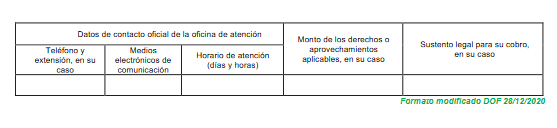 Datos de contacto oficial de la oficina de atención
Monto de los derechos o
aprovechamientos
aplicables, en su caso
Sustento legal para su cobro,
en su caso
Teléfono y
extensión, en su
caso
Medios
electrónicos de
comunicación
Horario de atención
(días y horas)
Formato modificado DOF 28/12/2020